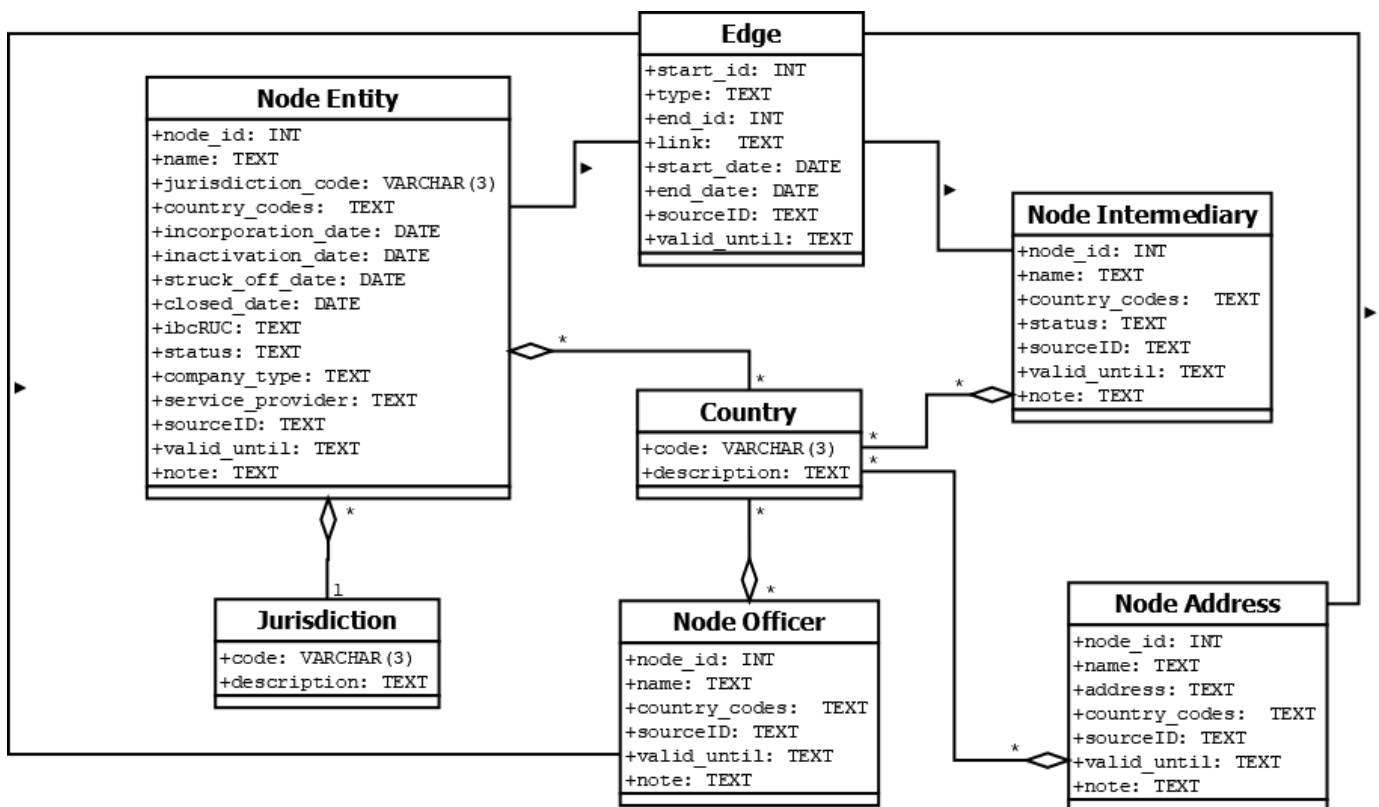 Edge
+start_id: INT
+type: TEXT
+end_id: INT
+link:  TEXT
+start_date: DATE
+end_date: DATE
+sourceID: TEXT
+valid_until: TEXT
Node Entity
+node_id: INT
+name: TEXT
+jurisdiction_code: VARCHAR(3)
+country_codes:  TEXT
+incorporation_date: DATE
+inactivation_date: DATE
+struck_off_date: DATE
+closed_date: DATE
+ibcRUC: TEXT
+status: TEXT
+company_type: TEXT
+service_provider: TEXT
+sourceID: TEXT
+valid_until: TEXT
+note: TEXT
Node Intermediary
+node_id: INT
+name: TEXT
+country_codes:  TEXT
+status: TEXT
+sourceID: TEXT
+valid_until: TEXT
+note: TEXT
*
*
*
*
*
Country
+code: VARCHAR(3)
+description: TEXT
*
*
1
*
*
Jurisdiction
+code: VARCHAR(3)
+description: TEXT
Node Officer
+node_id: INT
+name: TEXT
+country_codes:  TEXT
+sourceID: TEXT
+valid_until: TEXT
+note: TEXT
Node Address
+node_id: INT
+name: TEXT
+address: TEXT
+country_codes:  TEXT
+sourceID: TEXT
+valid_until: TEXT
+note: TEXT